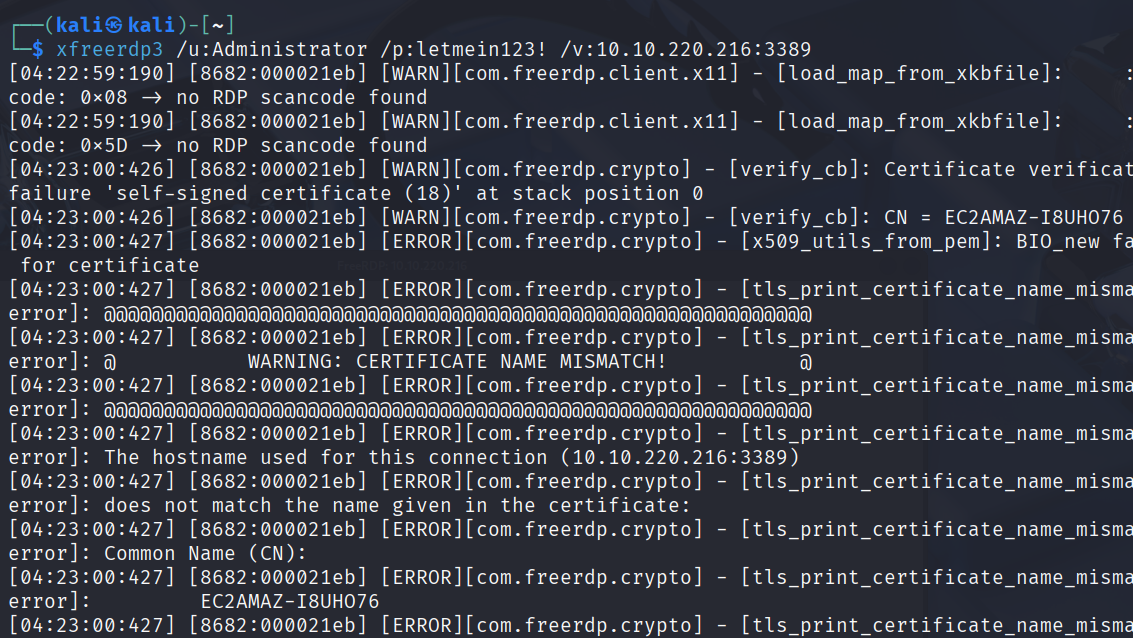 ┌──(kali㉿kali)-[~]
└─$ xfreerdp3 /u:Administrator /p:letmein123! /v:10.10.220.216:3389
[04:22:59:190] [8682:000021eb] [WARN][com.freerdp.client.x11] - [load_map_from_xkbfile]:     :
code: 0×08 → no RDP scancode found
[04:22:59:190] [8682:000021eb] [WARN][com.freerdp.client.x11] - [load_map_from_xkbfile]:     :
code: 0×5D → no RDP scancode found
[04:23:00:426] [8682:000021eb] [WARN][com.freerdp.crypto] - [verify_cb]: Certificate verificat
failure 'self-signed certificate (18)' at stack position 0
[04:23:00:426] [8682:000021eb] [WARN][com.freerdp.crypto] - [verify_cb]: CN = EC2AMAZ-I8UHO76
[04:23:00:427] [8682:000021eb] [ERROR][com.freerdp.crypto] - [x509_utils_from_pem]: BIO_new fa
 for certificate
[04:23:00:427] [8682:000021eb] [ERROR][com.freerdp.crypto] - [tls_print_certificate_name_misma
error]: @@@@@@@@@@@@@@@@@@@@@@@@@@@@@@@@@@@@@@@@@@@@@@@@@@@@@@@@@@@
[04:23:00:427] [8682:000021eb] [ERROR][com.freerdp.crypto] - [tls_print_certificate_name_misma
error]: @           WARNING: CERTIFICATE NAME MISMATCH!           @
[04:23:00:427] [8682:000021eb] [ERROR][com.freerdp.crypto] - [tls_print_certificate_name_misma
error]: @@@@@@@@@@@@@@@@@@@@@@@@@@@@@@@@@@@@@@@@@@@@@@@@@@@@@@@@@@@
[04:23:00:427] [8682:000021eb] [ERROR][com.freerdp.crypto] - [tls_print_certificate_name_misma
error]: The hostname used for this connection (10.10.220.216:3389)
[04:23:00:427] [8682:000021eb] [ERROR][com.freerdp.crypto] - [tls_print_certificate_name_misma
error]: does not match the name given in the certificate:
[04:23:00:427] [8682:000021eb] [ERROR][com.freerdp.crypto] - [tls_print_certificate_name_misma
error]: Common Name (CN):
[04:23:00:427] [8682:000021eb] [ERROR][com.freerdp.crypto] - [tls_print_certificate_name_misma
error]:         EC2AMAZ-I8UHO76
[04:23:00:427] [8682:000021eb] [ERROR][com.freerdp.crypto] - [tls_print_certificate_name_misma